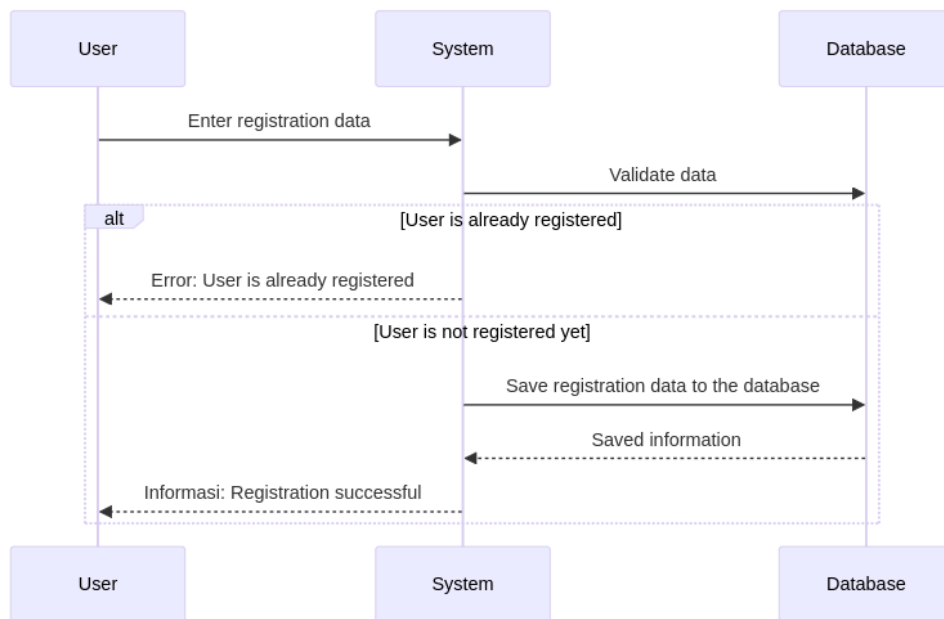 User
System
Database
Enter registration data
Validate data
alt
[User is already registered]
Error: User is already registered
[User is not registered yet]
Save registration data to the database
Saved information
Informasi: Registration successful
User
System
Database